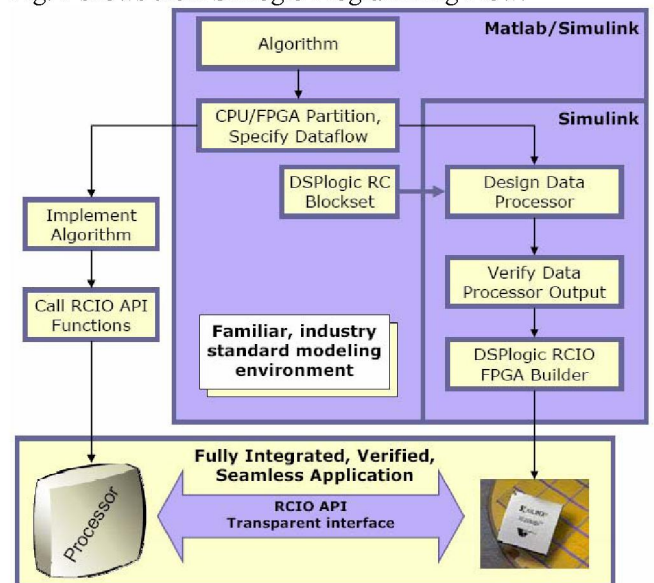 Matlab/Simulink
Algorithm
CPU/FPGA Partition,
Specify Dataflow
Simulink
DSPlogic RC
Blockset
Design Data
Processor
Implement
Algorithm
Verify Data
Processor Output
Call RCIO API
Functions
Familiar, industry
standard modeling
environment
DSPlogic RCIO
FPGA Builder
Fully Integrated, Verified,
Seamless Application
RCIO API
Transparent interface
Processor
XILINX